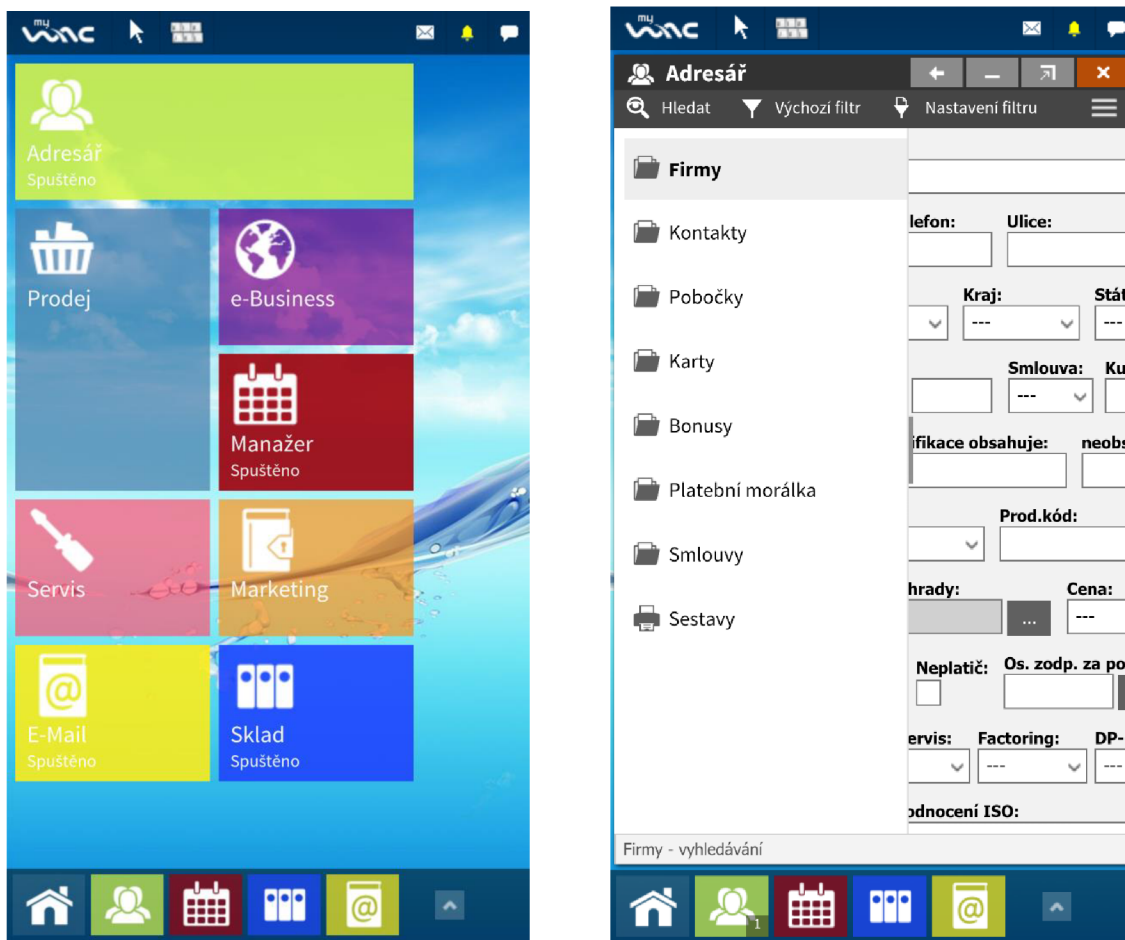 my
wac
Adresář
Spuštěno
Prodej
e-Business
Manažer
Spuštěno
Servis
Marketing
E-Mail
Spuštěno
Sklad
Spuštěno
my
wac
Adresář
Hledat
Výchozí filtr
Nastavení filtru
Firmy
Kontakty
Pobočky
Karty
Bonusy
Platební morálka
Smlouvy
Sestavy
lefon: Ulice:
Kraj: Stát
--- ---
Smlouva: Ku
---
ifikace obsahuje: neobs
Prod.kód:
hrady: Cena:
... ---
Neplatič: Os. zodp. za po
ervis: Factoring: DP-
--- ---
odnocení ISO:
Firmy - vyhledávání
1